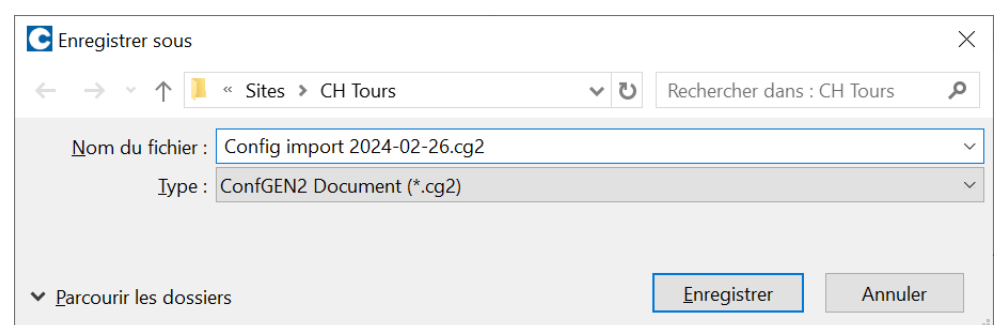 Enregistrer sous
« Sites > CH Tours
Rechercher dans : CH Tours
Nom du fichier : Config import 2024-02-26.cg2
Type : ConfGEN2 Document (*.cg2)
Parcourir les dossiers
Enregistrer
Annuler